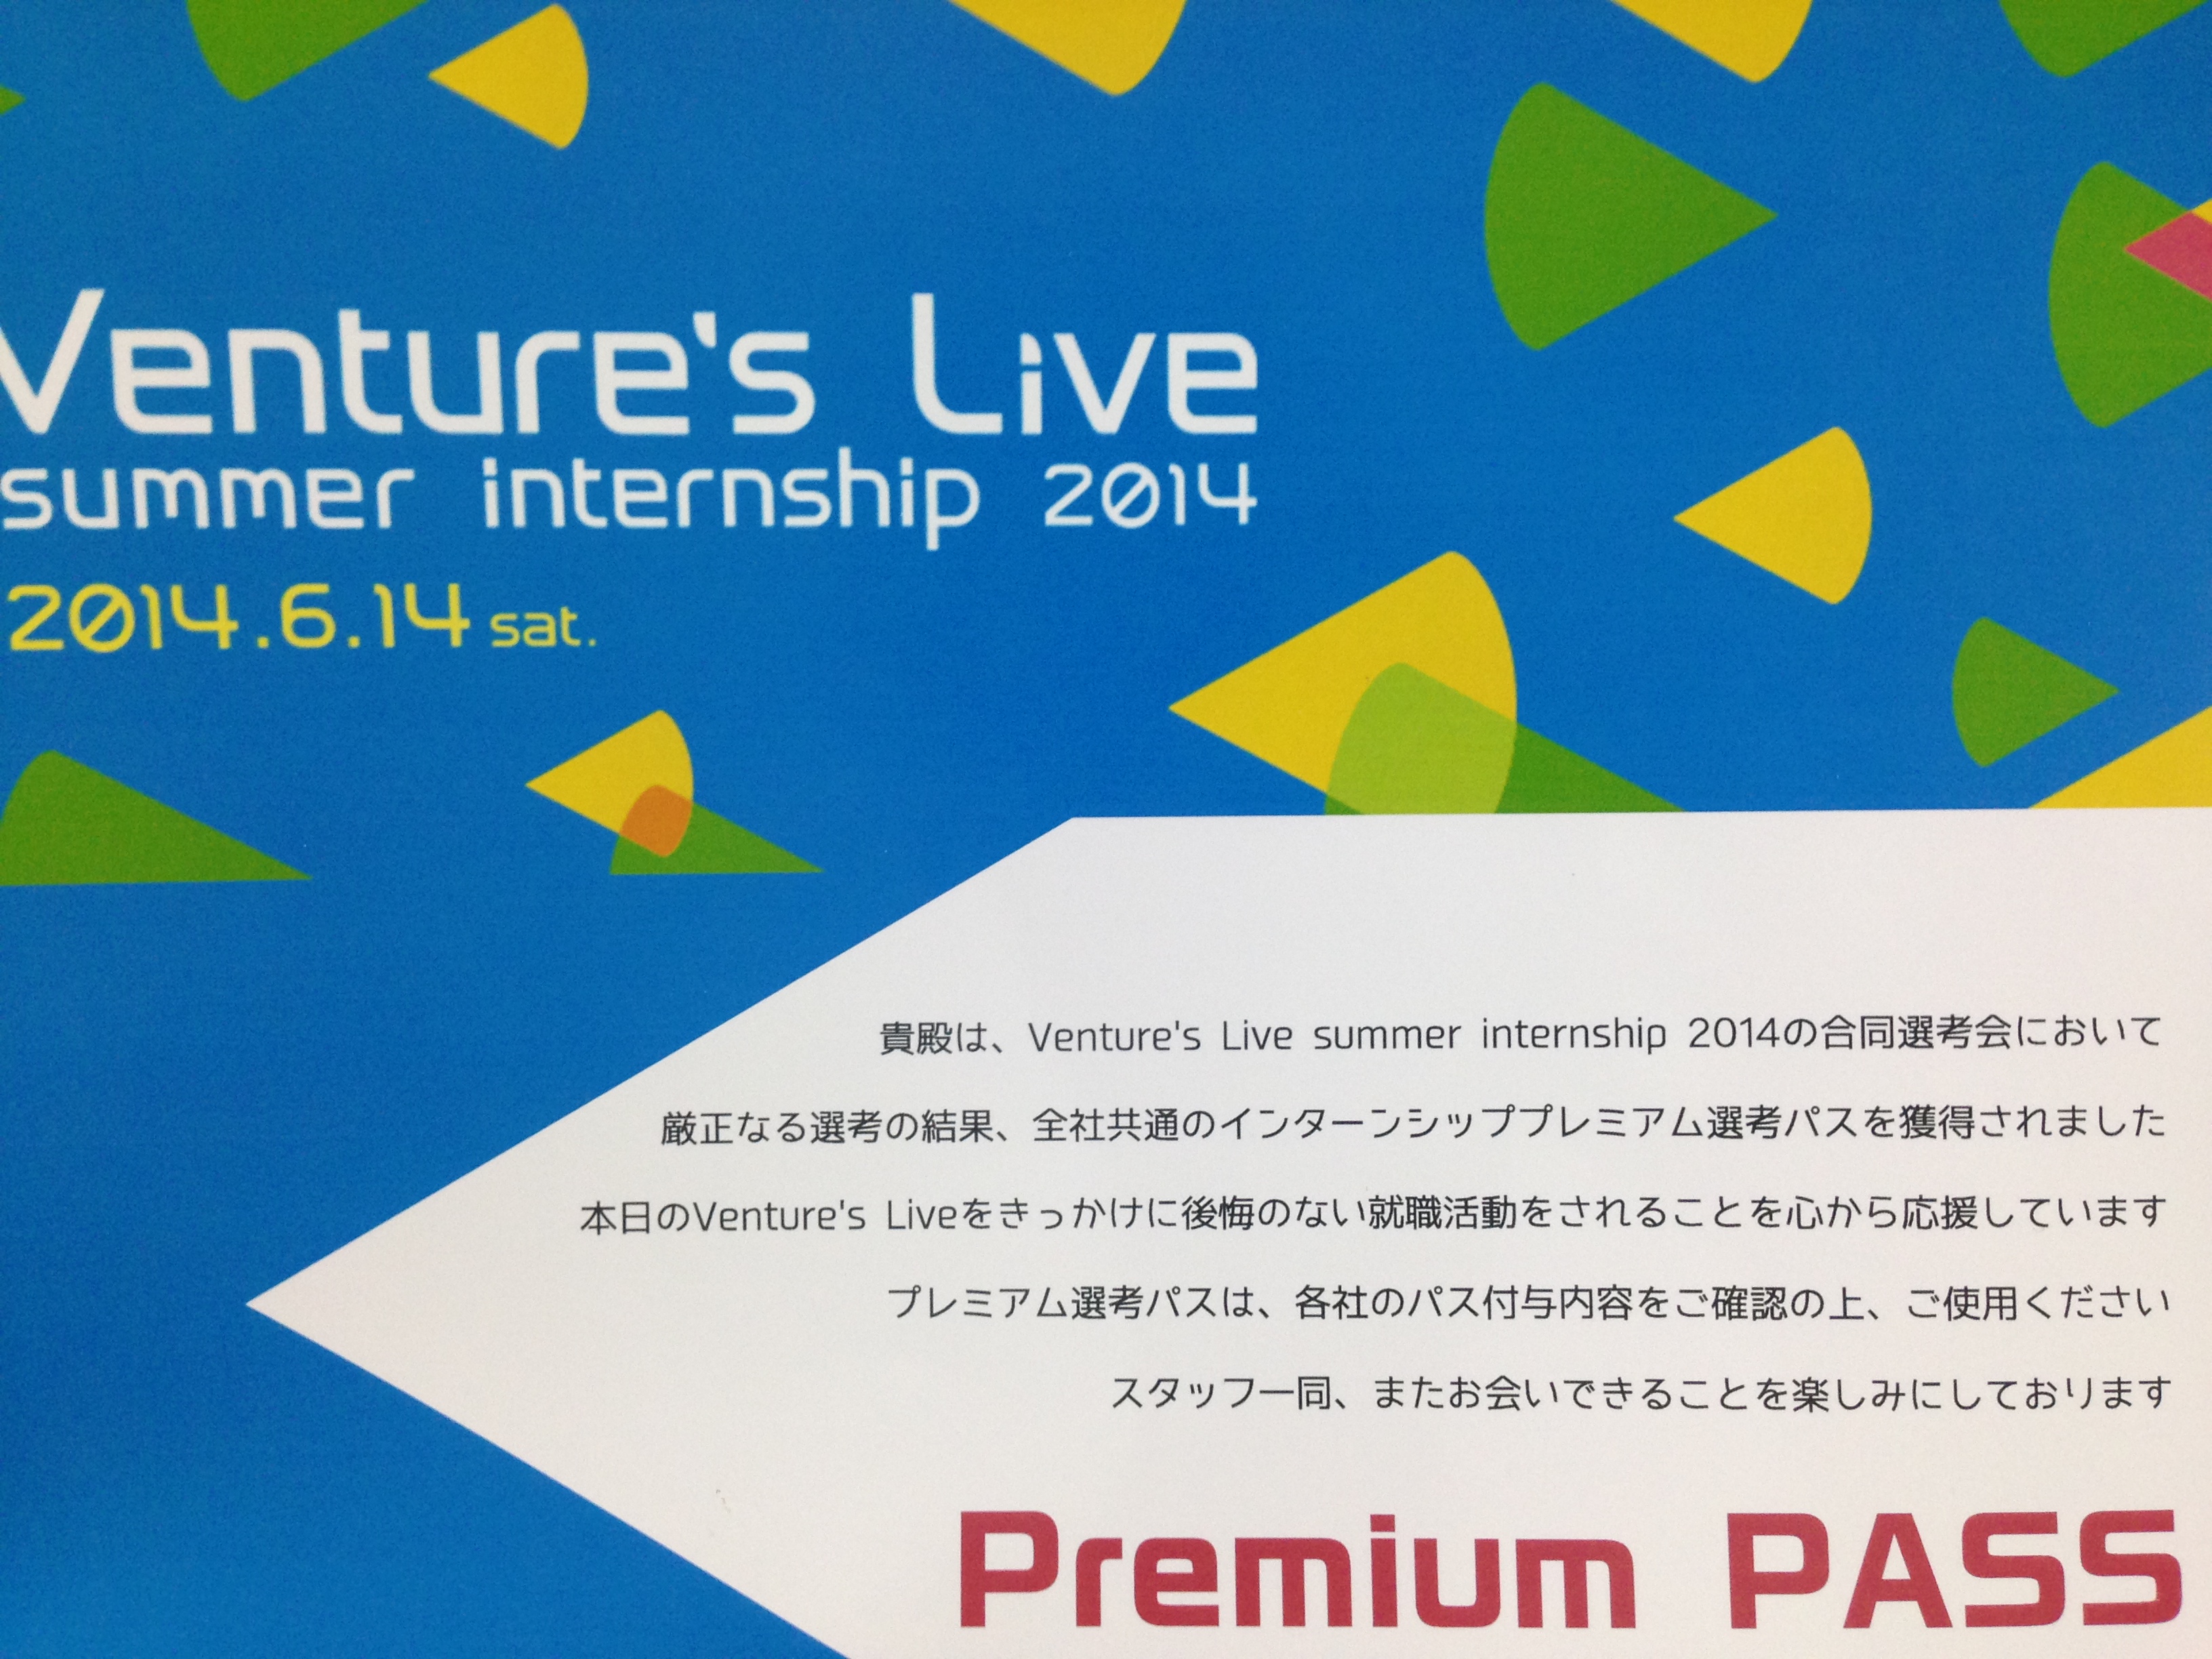 Venture's Live
summer internship 2014
2014.6.14 sat.
貴殿は、Venture's Live summer internship 2014の合同選考会において
厳正なる選考の結果、全社共通のインターンシッププレミアム選考パスを獲得されました
本日のVenture's Liveをきっかけに後悔のない就職活動をされることを心から応援しています
プレミアム選考パスは、各社のパス付与内容をご確認の上、ご使用ください
スタッフ一同、またお会いできることを楽しみにしております
Premium PASS